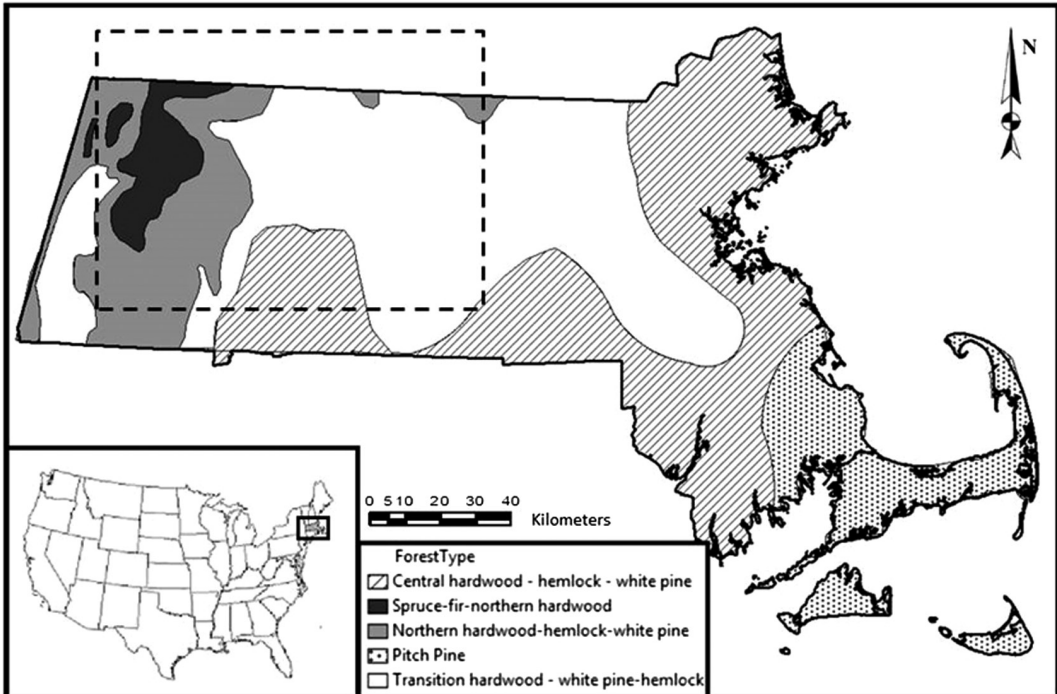 N
0 5 10 20 30 40
Kilometers
ForestType
Central hardwood - hemlock - white pine
Spruce-fir-northern hardwood
Northern hardwood-hemlock-white pine
Pitch Pine
Transition hardwood - white pine-hemlock